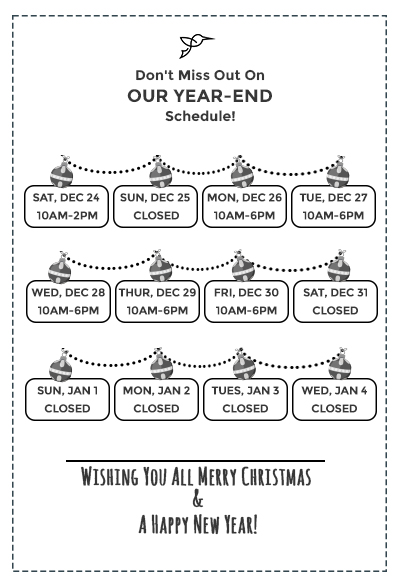 Don't Miss Out On
OUR YEAR-END
Schedule!
SAT, DEC 24
10AM-2PM
SUN, DEC 25
CLOSED
MON, DEC 26
10AM-6PM
TUE, DEC 27
10AM-6PM
WED, DEC 28
10AM-6PM
THUR, DEC 29
10AM-6PM
FRI, DEC 30
10AM-6PM
SAT, DEC 31
CLOSED
SUN, JAN 1
CLOSED
MON, JAN 2
CLOSED
TUES, JAN 3
CLOSED
WED, JAN 4
CLOSED
Wishing You All Merry Christmas
&
A Happy New Year!